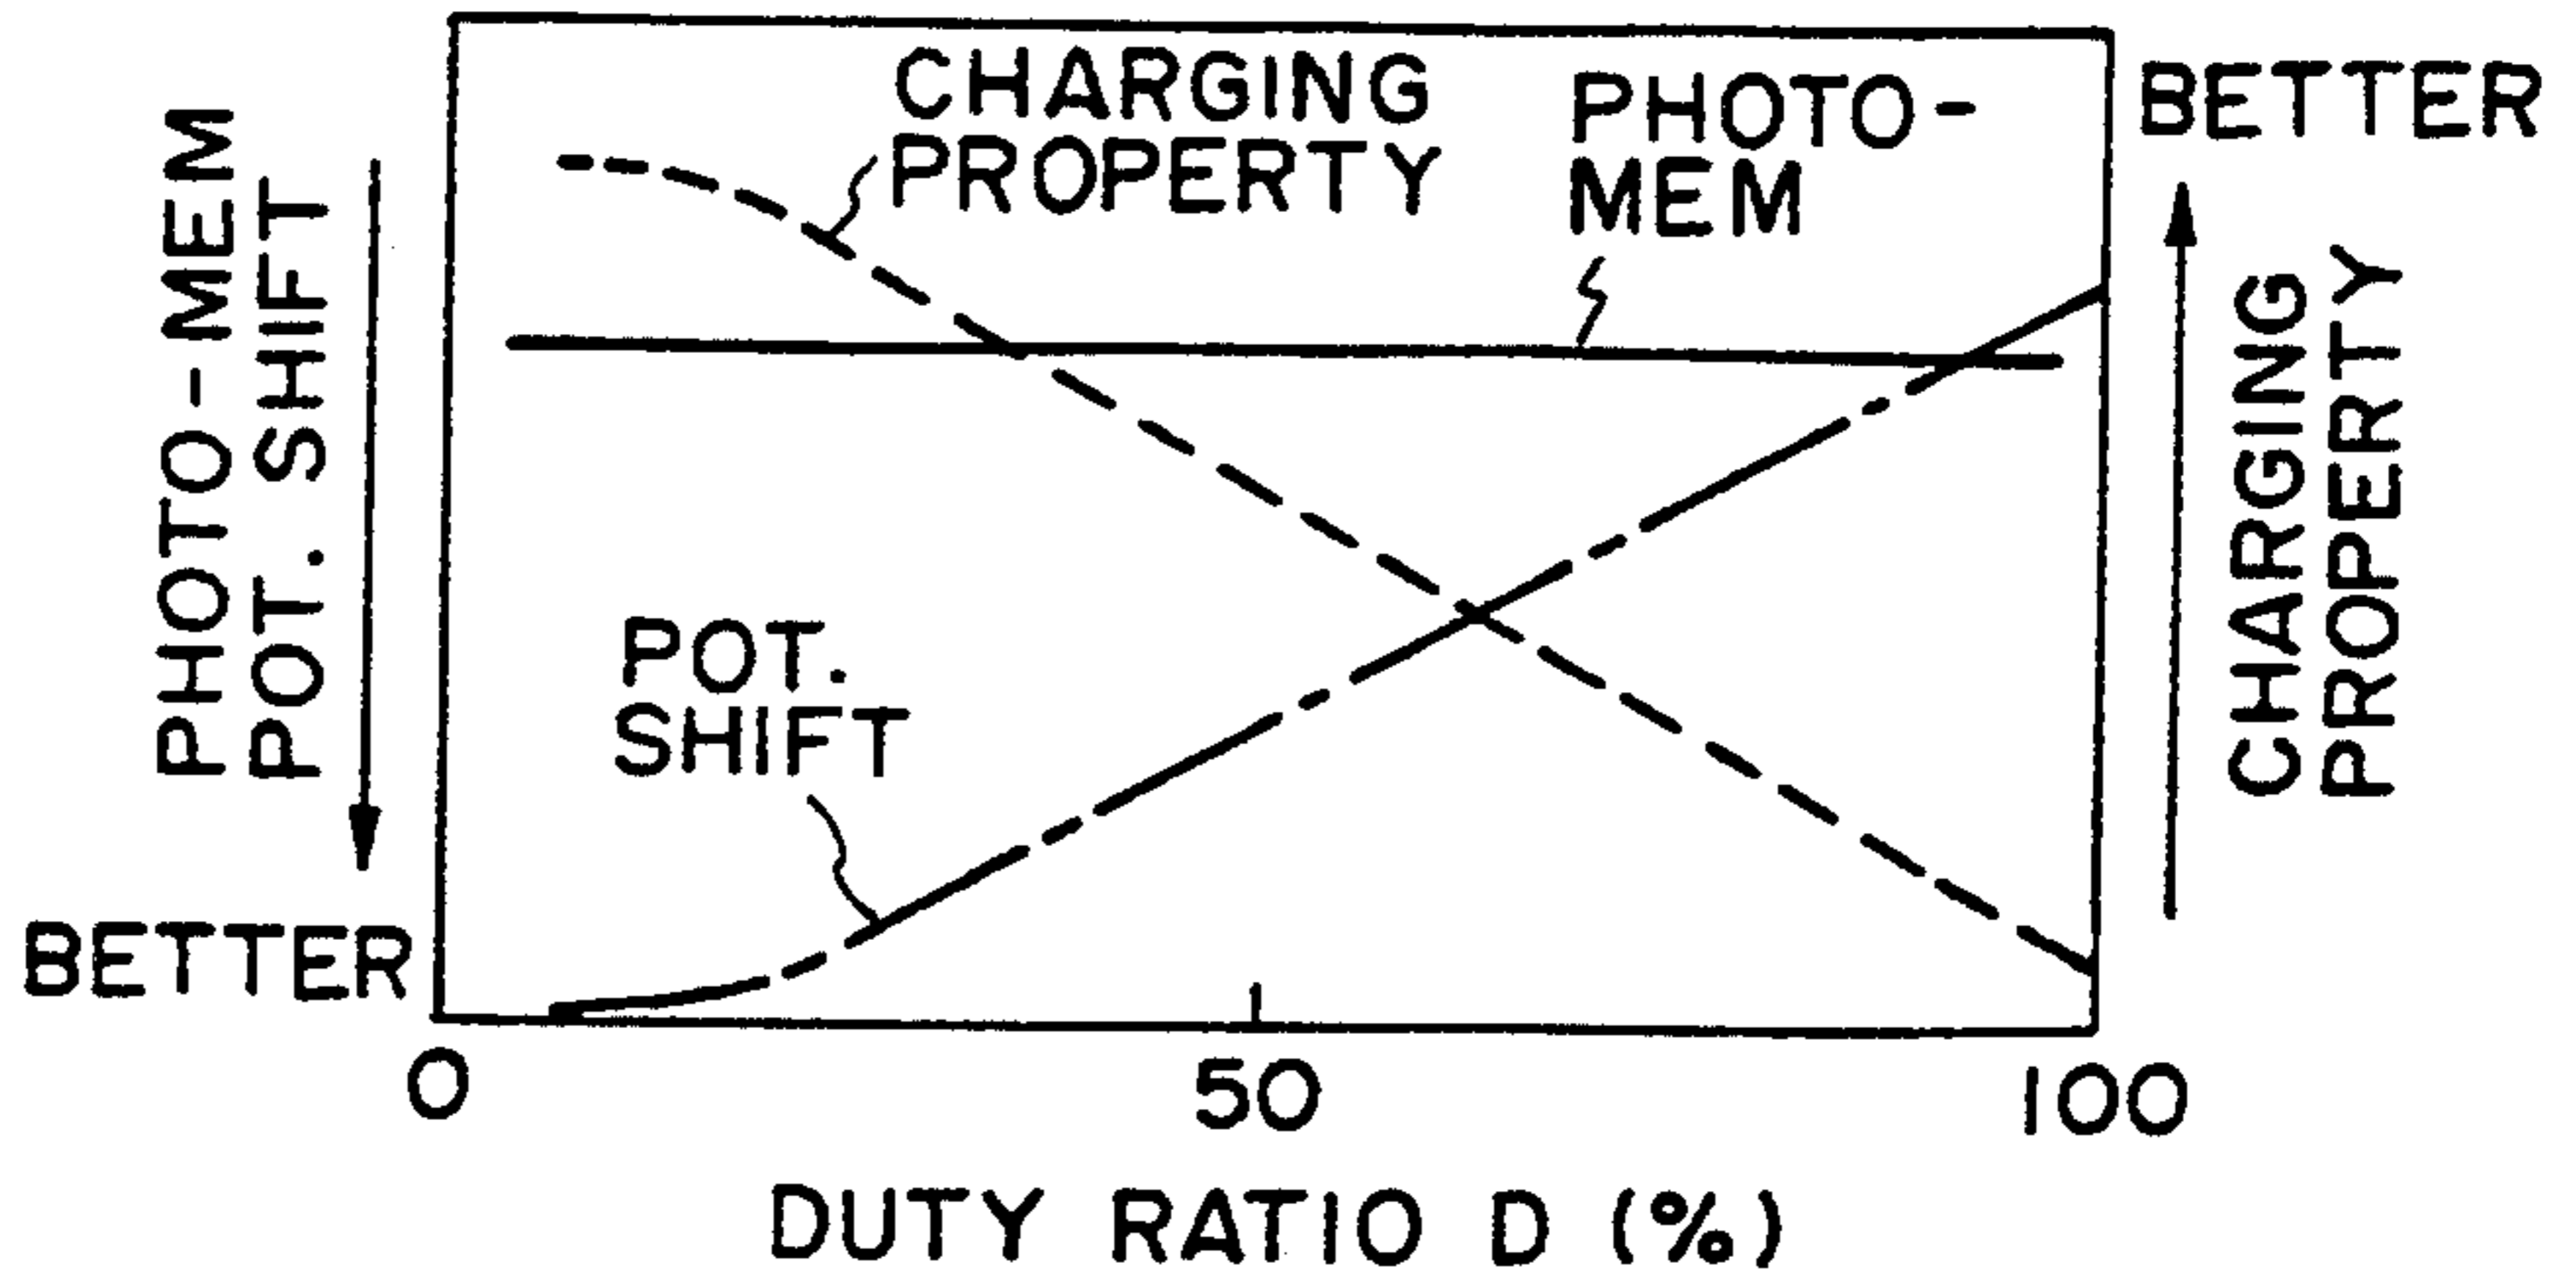 CHARGING
PROPERTY
PHOTO-
MEM
BETTER
PHOTO-MEM
POT. SHIFT
CHARGING
PROPERTY
POT.
SHIFT
BETTER
0
50
100
DUTY RATIO D (%)